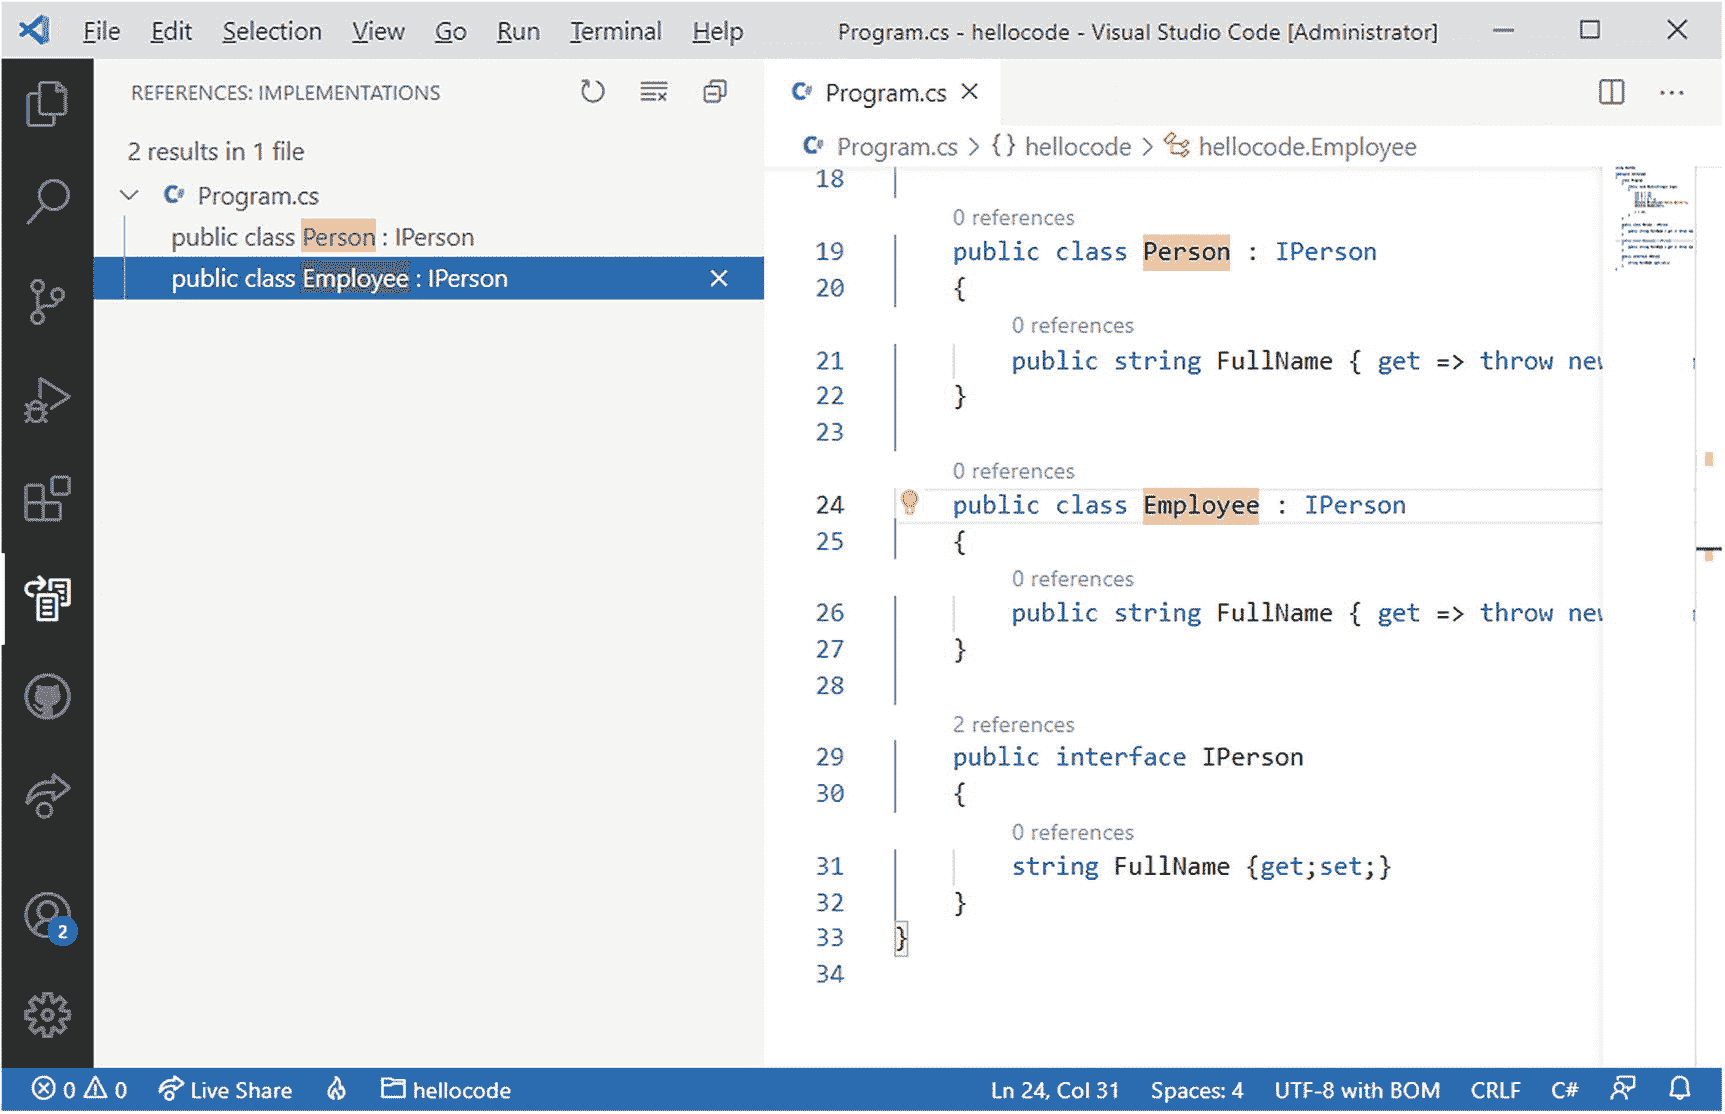 File Edit Selection View Go Run Terminal Help Program.cs - hellocode - Visual Studio Code [Administrator]
REFERENCES: IMPLEMENTATIONS
2 results in 1 file
Program.cs
public class Person : IPerson
public class Employee : IPerson
Program.cs
Program.cs > {} hellocode > hellocode.Employee
18
0 references
19 public class Person : IPerson
20 {
0 references
21 public string FullName { get => throw new
22 }
23
0 references
24 public class Employee : IPerson
25 {
0 references
26 public string FullName { get => throw new
27 }
28
2 references
29 public interface IPerson
30 {
0 references
31 string FullName {get;set;}
32 }
33 }
34
2
0 0 Live Share hellocode Ln 24, Col 31 Spaces: 4 UTF-8 with BOM CRLF C#